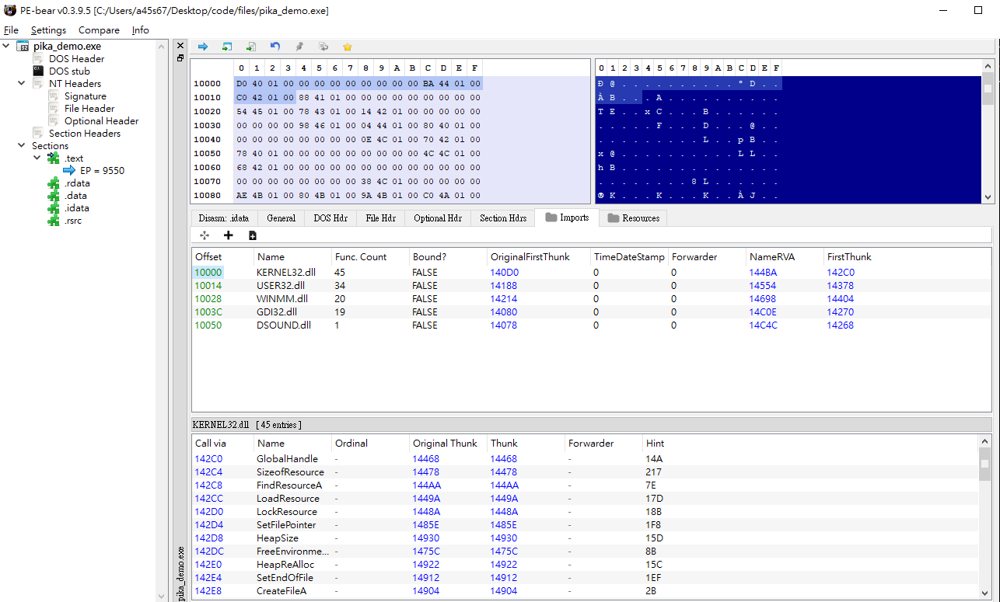 PE-bear v0.3.9.5 [C:/Users/a45s67/Desktop/code/files/pika_demo.exe]
File Settings Compare Info
pika_demo.exe
DOS Header
DOS stub
NT Headers
Signature
File Header
Optional Header
Section Headers
Sections
.text
EP = 9550
.rdata
.data
.idata
.rsrc
pika_demo.exe
0 1 2 3 4 5 6 7 8 9 A B C D E F
10000 D0 40 01 00 00 00 00 00 00 00 00 00 BA 44 01 00
10010 C0 42 01 00 88 41 01 00 00 00 00 00 00 00 00 00
10020 54 45 01 00 78 43 01 00 14 42 01 00 00 00 00 00
10030 00 00 00 00 98 46 01 00 04 44 01 00 80 40 01 00
10040 00 00 00 00 00 00 00 00 0E 4C 01 00 70 42 01 00
10050 78 40 01 00 00 00 00 00 00 00 00 00 4C 4C 01 00
10060 68 42 01 00 00 00 00 00 00 00 00 00 00 00 00 00
10070 00 00 00 00 00 00 00 00 38 4C 01 00 00 00 00 00
10080 AE 4B 01 00 80 4B 01 00 9A 4B 01 00 C0 4A 01 00
0 1 2 3 4 5 6 7 8 9 A B C D E F
Ð @ . . . . . . . . . . º D . .
À B . . . A . . . . . . . . . .
T E . . x C . . . B . . . . . .
. . . . . F . . . D . . . @ . .
. . . . . . . . . L . . p B . .
x @ . . . . . . . . . . L L . .
h B . . . . . . . . . . . . . .
. . . . . . . . 8 L . . . . . .
® K . . . K . . . K . . À J . .
Disasm: .idata General DOS Hdr File Hdr Optional Hdr Section Hdrs Imports Resources
Offset Name Func. Count Bound? OriginalFirstThunk TimeDateStamp Forwarder NameRVA FirstThunk
10000 KERNEL32.dll 45 FALSE 140D0 0 0 144BA 142C0
10014 USER32.dll 34 FALSE 14188 0 0 14554 14378
10028 WINMM.dll 20 FALSE 14214 0 0 14698 14404
1003C GDI32.dll 19 FALSE 14080 0 0 14C0E 14270
10050 DSOUND.dll 1 FALSE 14078 0 0 14C4C 14268
KERNEL32.dll [ 45 entries ]
Call via Name Ordinal Original Thunk Thunk Forwarder Hint
142C0 GlobalHandle - 14468 14468 - 14A
142C4 SizeofResource - 14478 14478 - 217
142C8 FindResourceA - 144AA 144AA - 7E
142CC LoadResource - 1449A 1449A - 17D
142D0 LockResource - 1448A 1448A - 18B
142D4 SetFilePointer - 1485E 1485E - 1F8
142D8 HeapSize - 14930 14930 - 15D
142DC FreeEnvironme... - 1475C 1475C - 8B
142E0 HeapReAlloc - 14922 14922 - 15C
142E4 SetEndOfFile - 14912 14912 - 1EF
142E8 CreateFileA - 14904 14904 - 2B